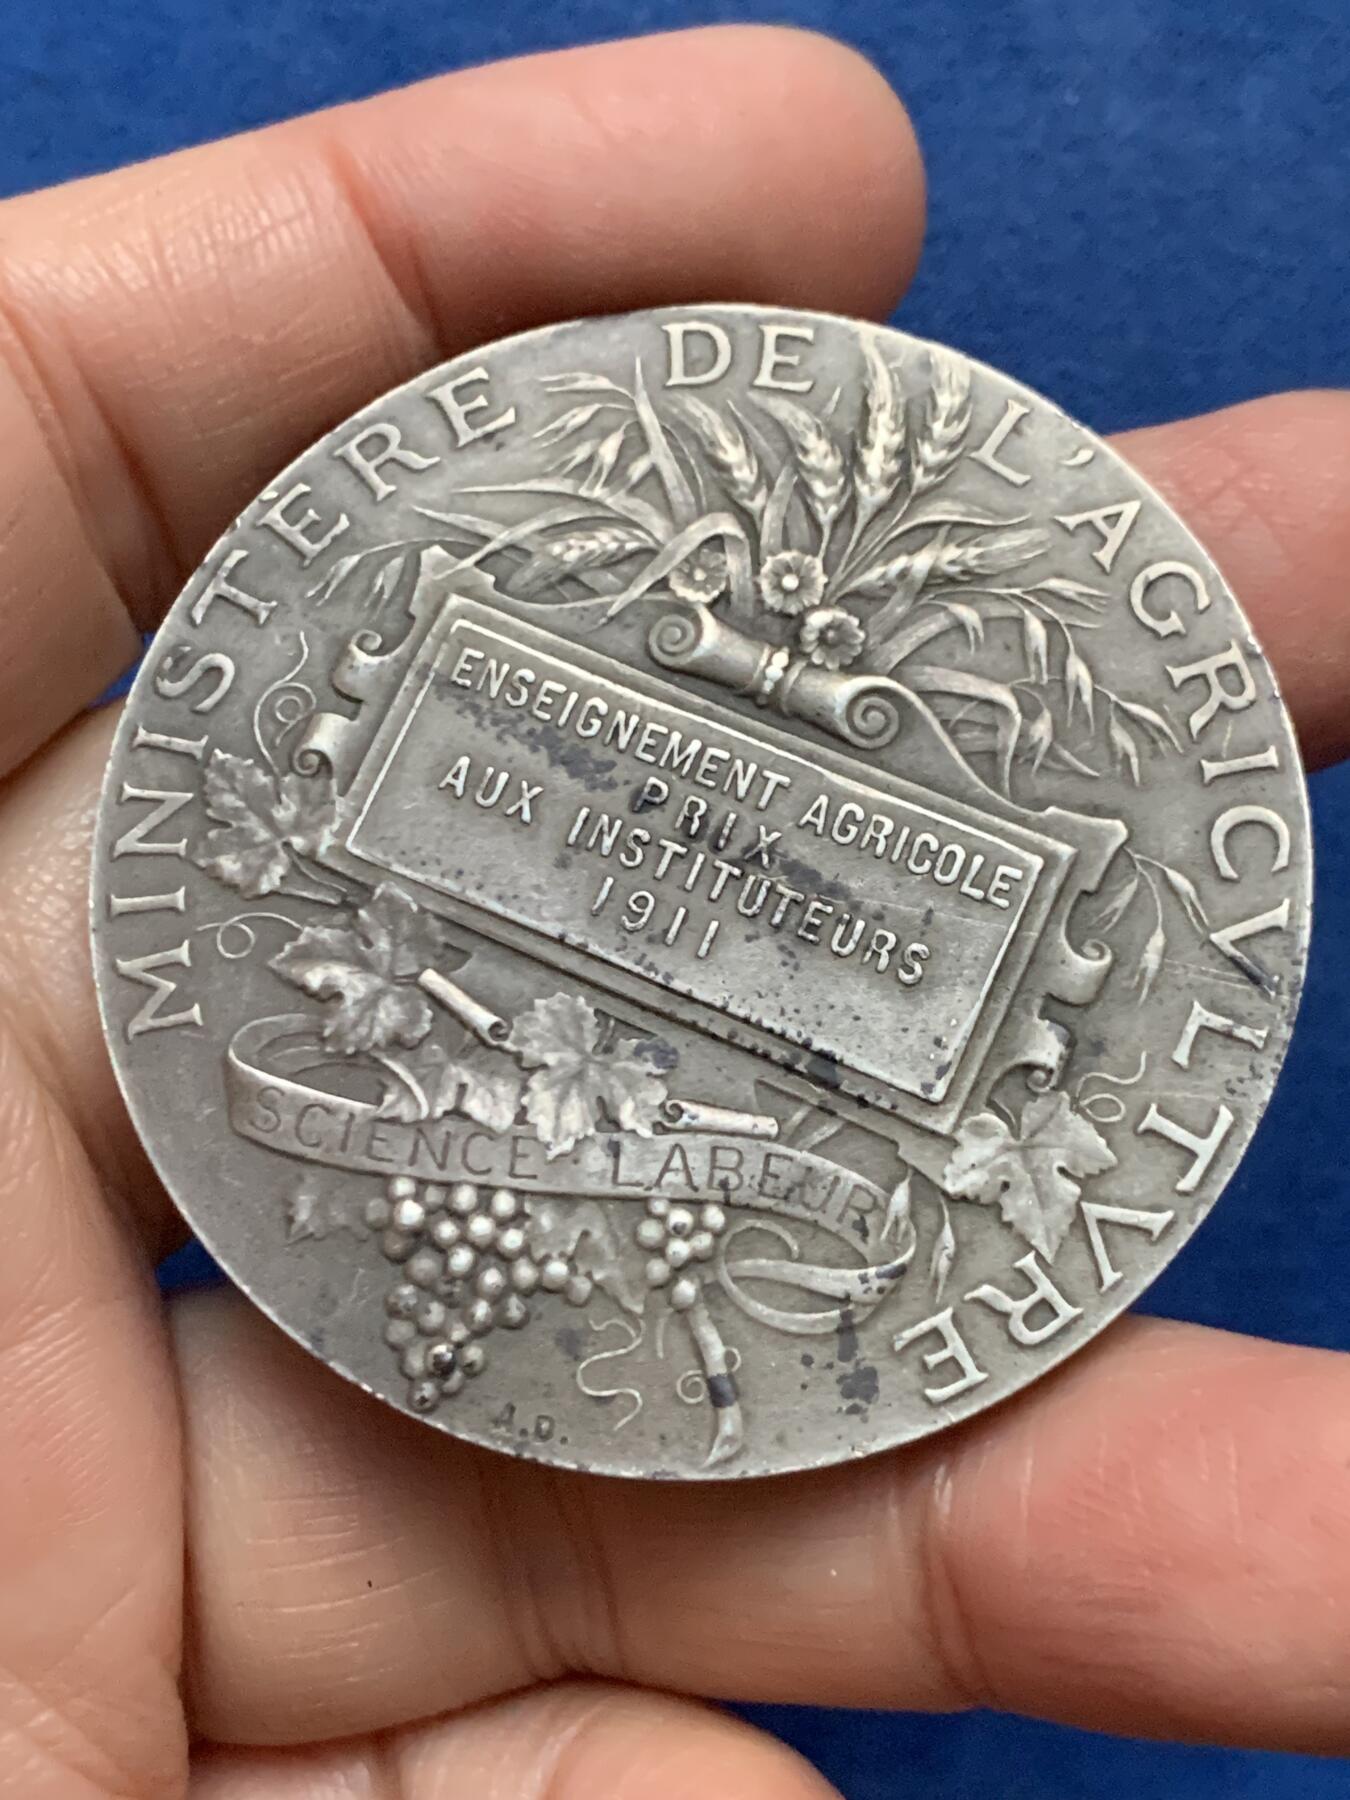 MINISTÈRE DE L'AGRICVLTVRE
ENSEIGNEMENT AGRICOLE
PRIX
AUX INSTITUTEURS
1911
SCIENCE LABEUR
A.D.